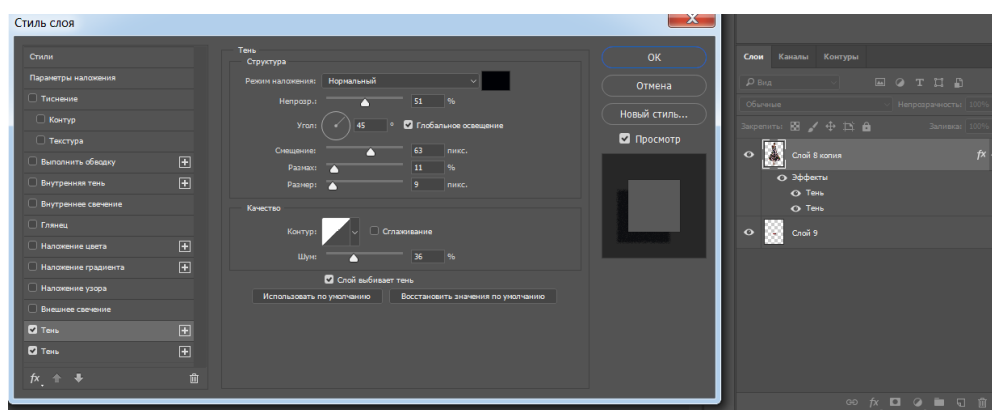 Стиль слоя
Стили
Параметры наложения
Тиснение
Контур
Текстура
Выполнить обводку
Внутренняя тень
Внутреннее свечение
Глянец
Наложение цвета
Наложение градиента
Наложение узора
Внешнее свечение
Тень
Тень
fx
Тень
Структура
Режим наложения: Нормальный
Непрозр.: 51 %
Угол: 45 ° Глобальное освещение
Смещение: 63 пикс.
Размах: 11 %
Размер: 9 пикс.
Качество
Контур: Сглаживание
Шум: 36 %
Слой выбивает тень
Использовать по умолчанию Восстановить значения по умолчанию
ОК
Отмена
Новый стиль...
Просмотр
Слои Каналы Контуры
Вид
Обычные Непрозрачность: 100%
Закрепить: Заливка: 100%
Слой 8 копия fx
Эффекты
Тень
Тень
Слой 9
fx